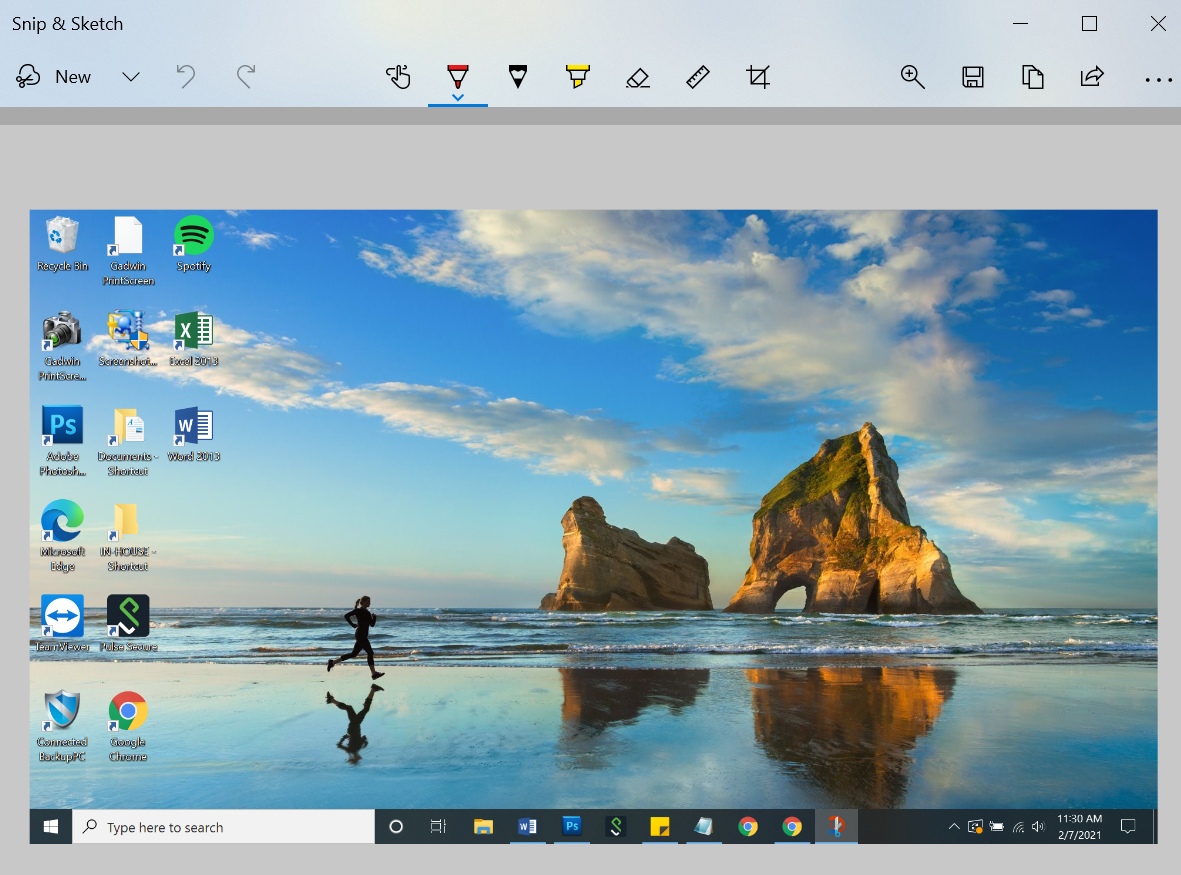 Snip & Sketch
New
Recycle Bin
Gadwin
PrintScreen
Spotify
Gadwin
PrintScre...
Screenshot...
Excel 2013
Ps
Adobe
Photosh...
Documents -
Shortcut
W
Word 2013
Microsoft
Edge
IN-HOUSE -
Shortcut
TeamViewer
Pulse Secure
Connected
BackupPC
Google
Chrome
Type here to search
W
Ps
11:30 AM
2/7/2021